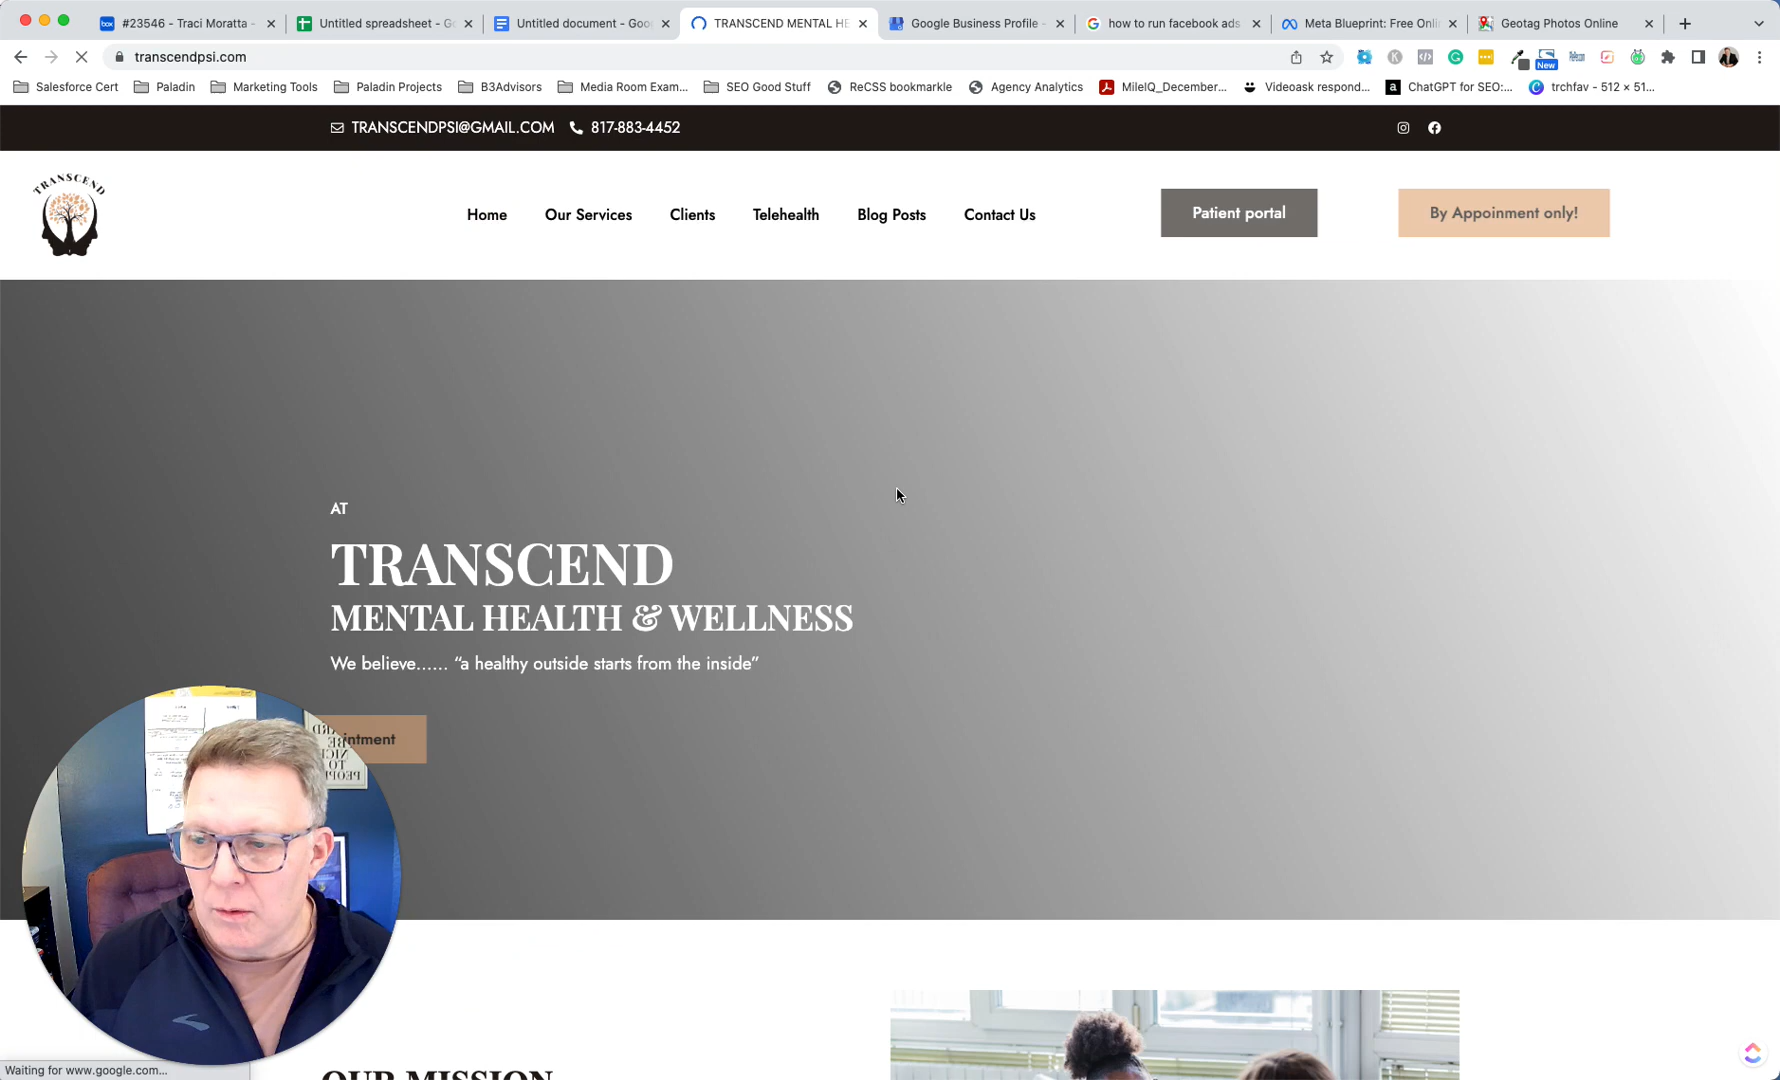 #23546 - Traci Moratta -
Untitled spreadsheet - Go
Untitled document - Goo
TRANSCEND MENTAL HE
Google Business Profile -
how to run facebook ads
Meta Blueprint: Free Onli
Geotag Photos Online
transcendpsi.com
New
Salesforce Cert
Paladin
Marketing Tools
Paladin Projects
B3Advisors
Media Room Exam...
SEO Good Stuff
ReCSS bookmarkle
Agency Analytics
MileIQ_December...
Videoask respond...
ChatGPT for SEO:...
trchfav - 512 × 51...
TRANSCENDPSI@GMAIL.COM 817-883-4452
TRANSCEND
Home
Our Services
Clients
Telehealth
Blog Posts
Contact Us
Patient portal
By Appoinment only!
AT
TRANSCEND
MENTAL HEALTH & WELLNESS
We believe...... “a healthy outside starts from the inside”
intment
OUR MISSION
Waiting for www.google.com...